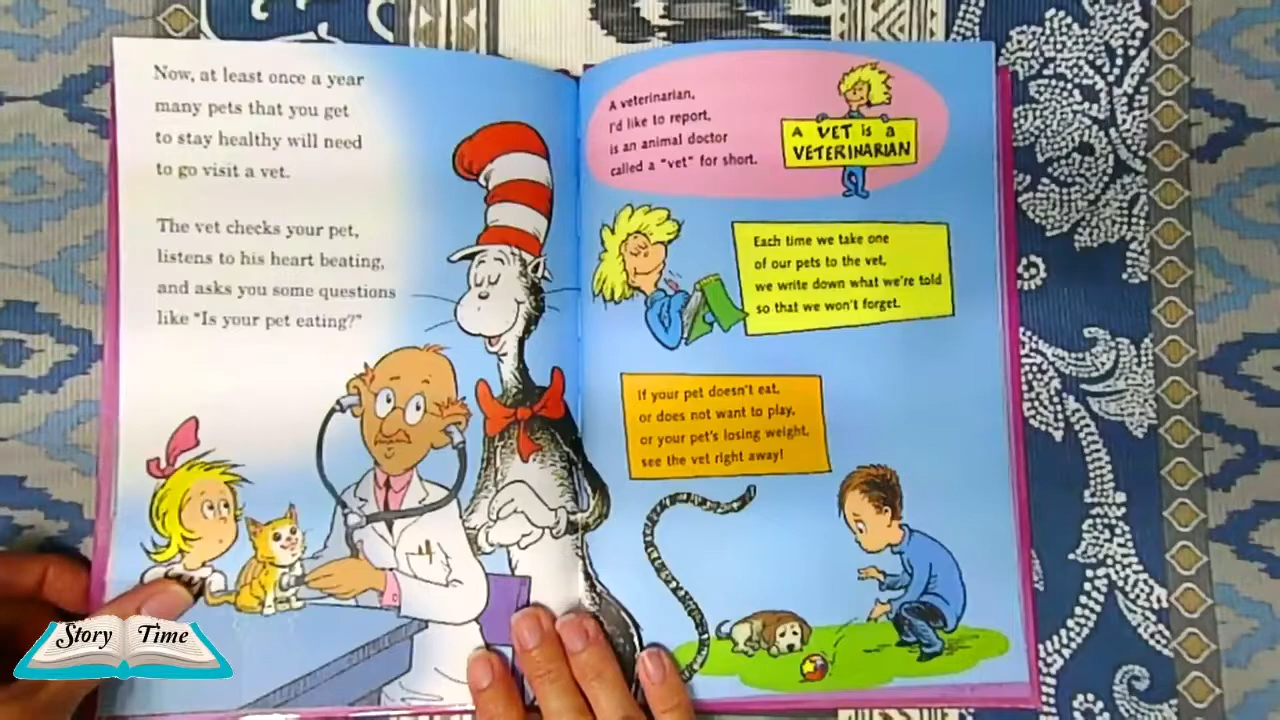 Now, at least once a year
many pets that you get
to stay healthy will need
to go visit a vet.
The vet checks your pet,
listens to his heart beating,
and asks you some questions
like “Is your pet eating?”
A veterinarian,
I'd like to report,
is an animal doctor
called a “vet” for short.
A VET is a
VETERINARIAN
Each time we take one
of our pets to the vet,
we write down what we're told
so that we won't forget.
If your pet doesn't eat,
or does not want to play,
or your pet's losing weight,
see the vet right away!
Story Time